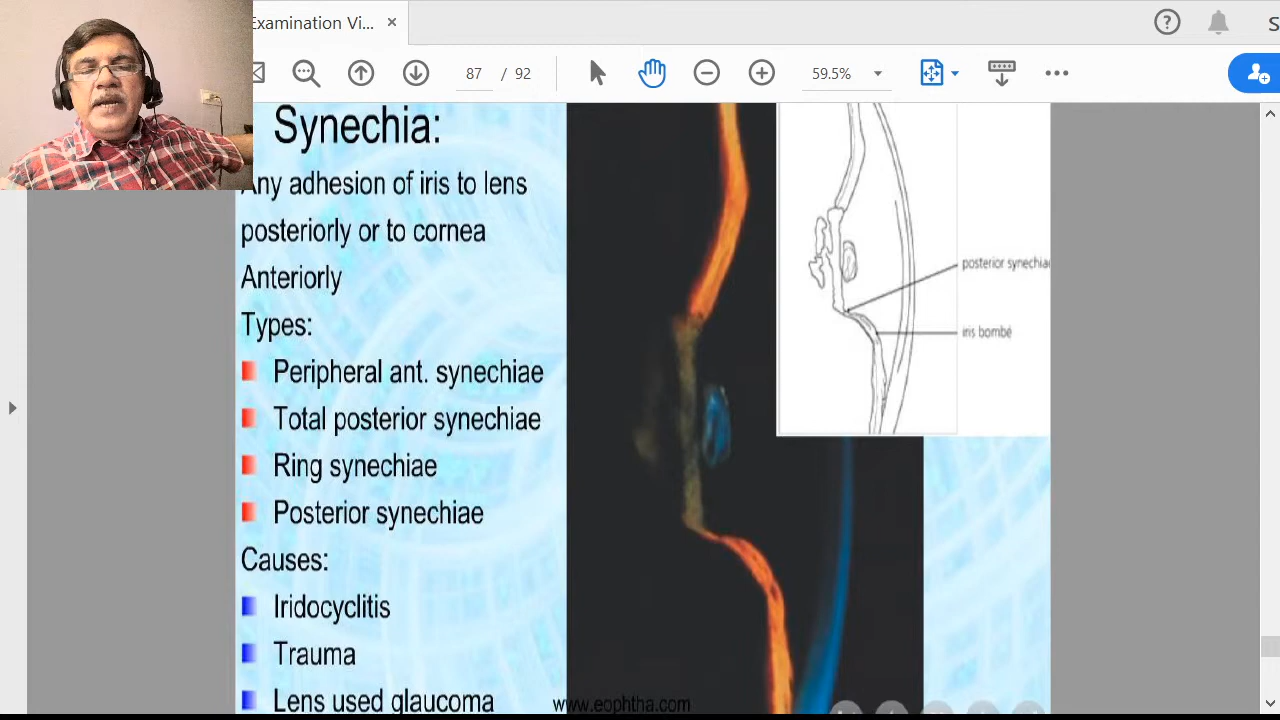 Examination Vi...
87 / 92
59.5%
Synechia:
Any adhesion of iris to lens
posteriorly or to cornea
Anteriorly
Types:
Peripheral ant. synechiae
Total posterior synechiae
Ring synechiae
Posterior synechiae
Causes:
Iridocyclitis
Trauma
Lens used glaucoma
posterior synechia
iris bombé
www.eophtha.com